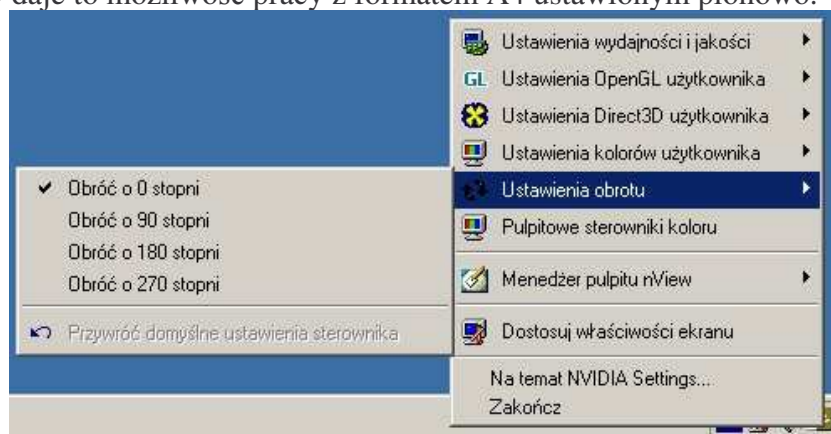 daje to możliwość pracy z formatem A4 ustawionym pionowo.
Ustawienia wydajności i jakości
GL Ustawienia OpenGL użytkownika
Ustawienia Direct3D użytkownika
Ustawienia kolorów użytkownika
Ustawienia obrotu
Pulpitowe sterowniki koloru
Menedżer pulpitu nView
Dostosuj właściwości ekranu
Na temat NVIDIA Settings...
Zakończ
Obróć o 0 stopni
Obróć o 90 stopni
Obróć o 180 stopni
Obróć o 270 stopni
Przywróć domyślne ustawienia sterownika